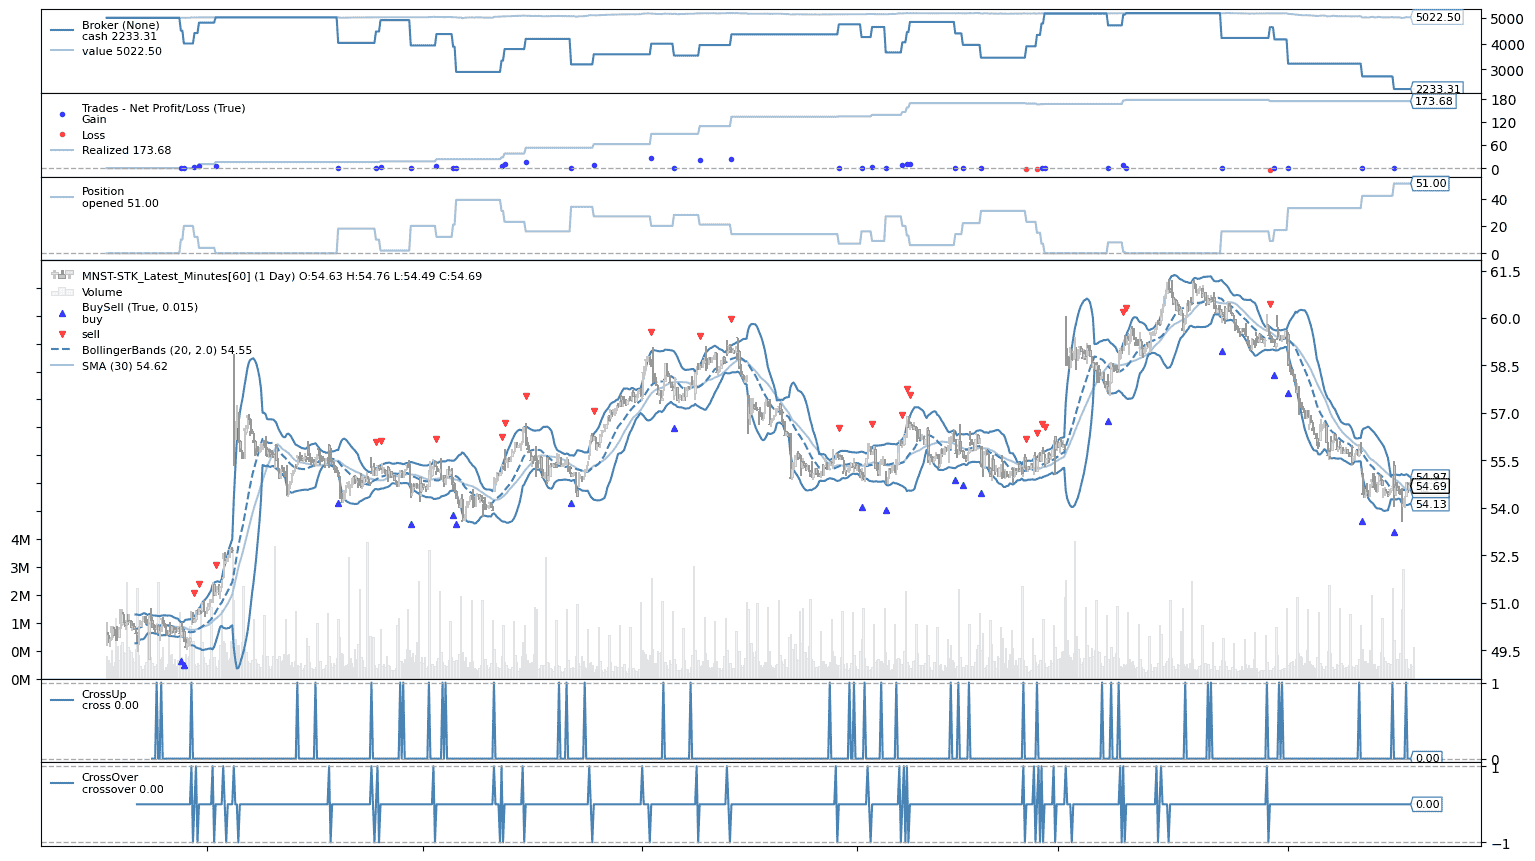 Broker (None)
cash 2233.31
value 5022.50
5022.50
5000
4000
3000
2233.31
Trades - Net Profit/Loss (True)
Gain
Loss
Realized 173.68
180
173.68
120
60
0
Position
opened 51.00
51.00
40
20
0
MNST-STK_Latest_Minutes[60] (1 Day) O:54.63 H:54.76 L:54.49 C:54.69
Volume
BuySell (True, 0.015)
buy
sell
BollingerBands (20, 2.0) 54.55
SMA (30) 54.62
61.5
60.0
58.5
57.0
55.5
54.97
54.69
54.13
54.0
52.5
51.0
49.5
4M
3M
2M
1M
0M
0M
CrossUp
cross 0.00
1
0.00
0
CrossOver
crossover 0.00
1
0.00
−1